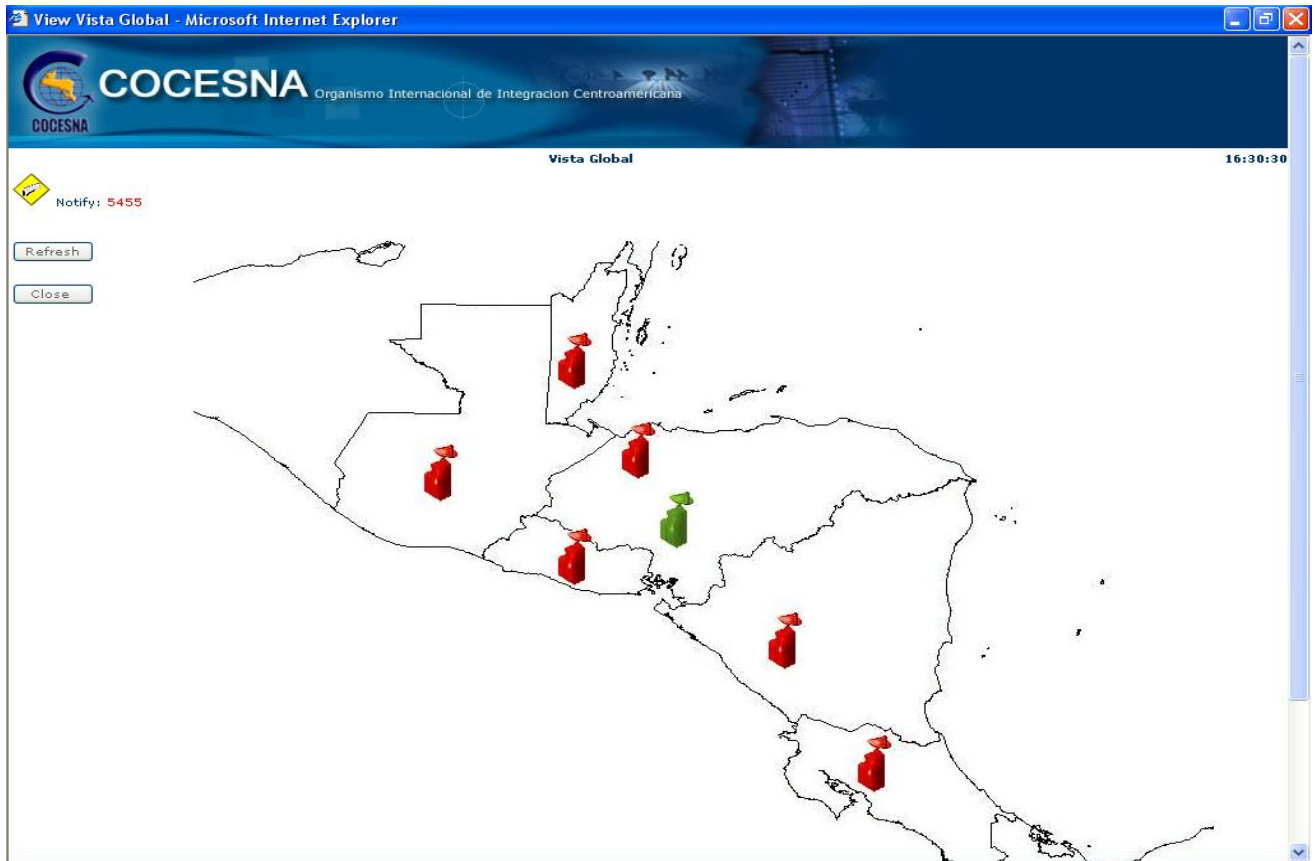 View Vista Global - Microsoft Internet Explorer
COCESNA Organismo Internacional de Integracion Centroamericana
COCESNA
Vista Global 16:30:30
Notify: 5455
Refresh
Close